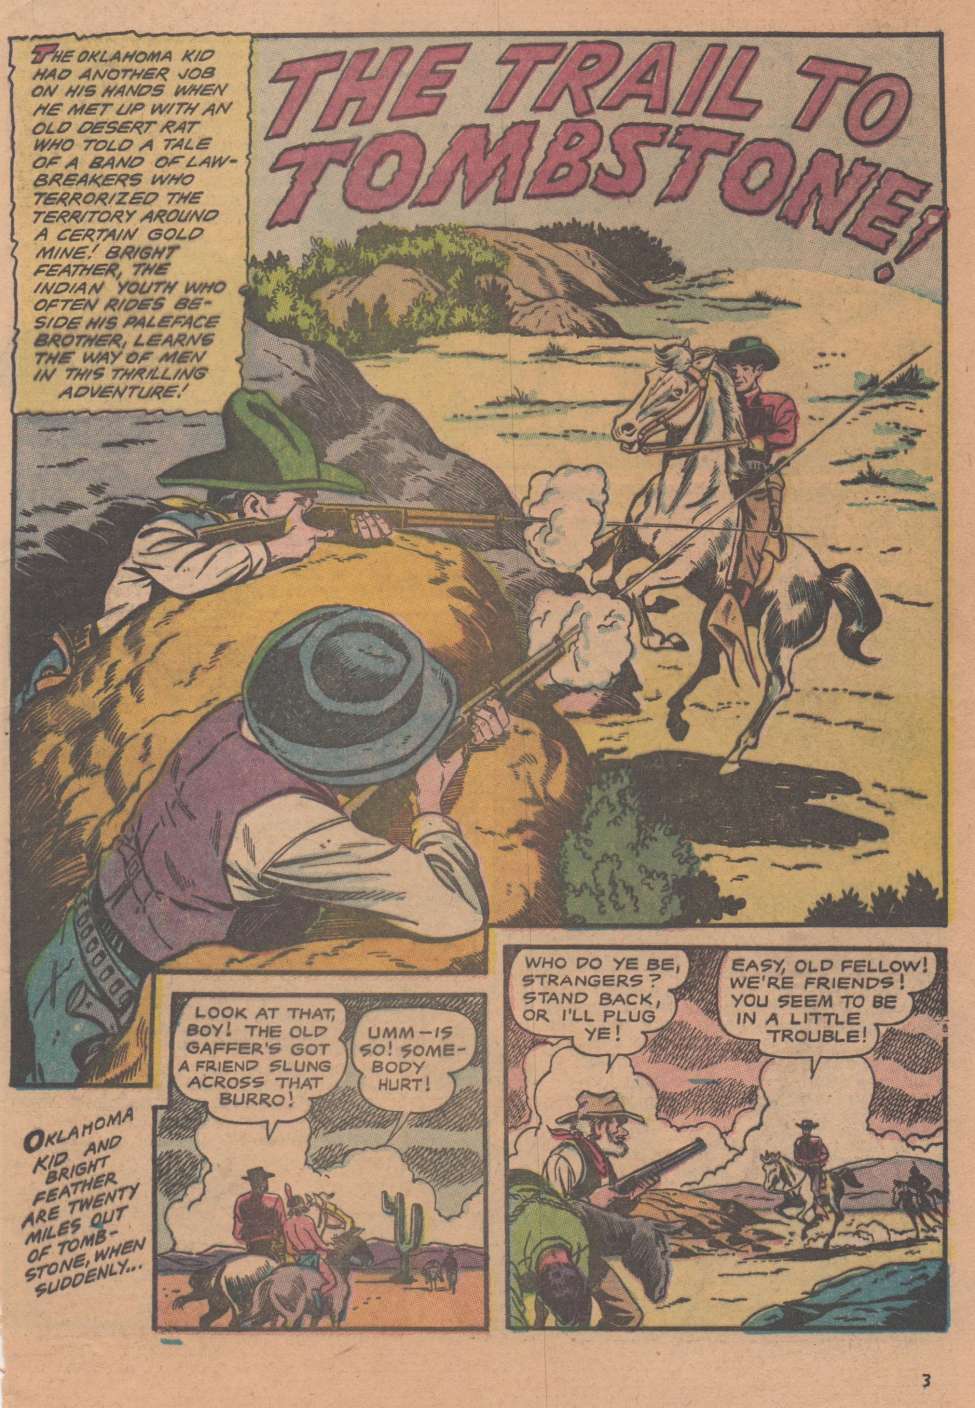 THE OKLAHOMA KID
HAD ANOTHER JOB
ON HIS HANDS WHEN
HE MET UP WITH AN
OLD DESERT RAT
WHO TOLD A TALE
OF A BAND OF LAW-
BREAKERS WHO
TERRORIZED THE
TERRITORY AROUND
A CERTAIN GOLD
MINE! BRIGHT
FEATHER, THE
INDIAN YOUTH WHO
OFTEN RIDES BE-
SIDE HIS PALEFACE
BROTHER, LEARNS
THE WAY OF MEN
IN THIS THRILLING
ADVENTURE!
THE TRAIL TO
TOMBSTONE!
OKLAHOMA
KID AND
BRIGHT
FEATHER
ARE TWENTY
MILES OUT
OF TOMB-
STONE, WHEN
SUDDENLY...
LOOK AT THAT,
BOY! THE OLD
GAFFER'S GOT
A FRIEND SLUNG
ACROSS THAT
BURRO!
UMM-IS
SO! SOME-
BODY
HURT!
WHO DO YE BE,
STRANGERS?
STAND BACK,
OR I'LL PLUG
YE!
EASY, OLD FELLOW!
WE'RE FRIENDS!
YOU SEEM TO BE
IN A LITTLE
TROUBLE!
3